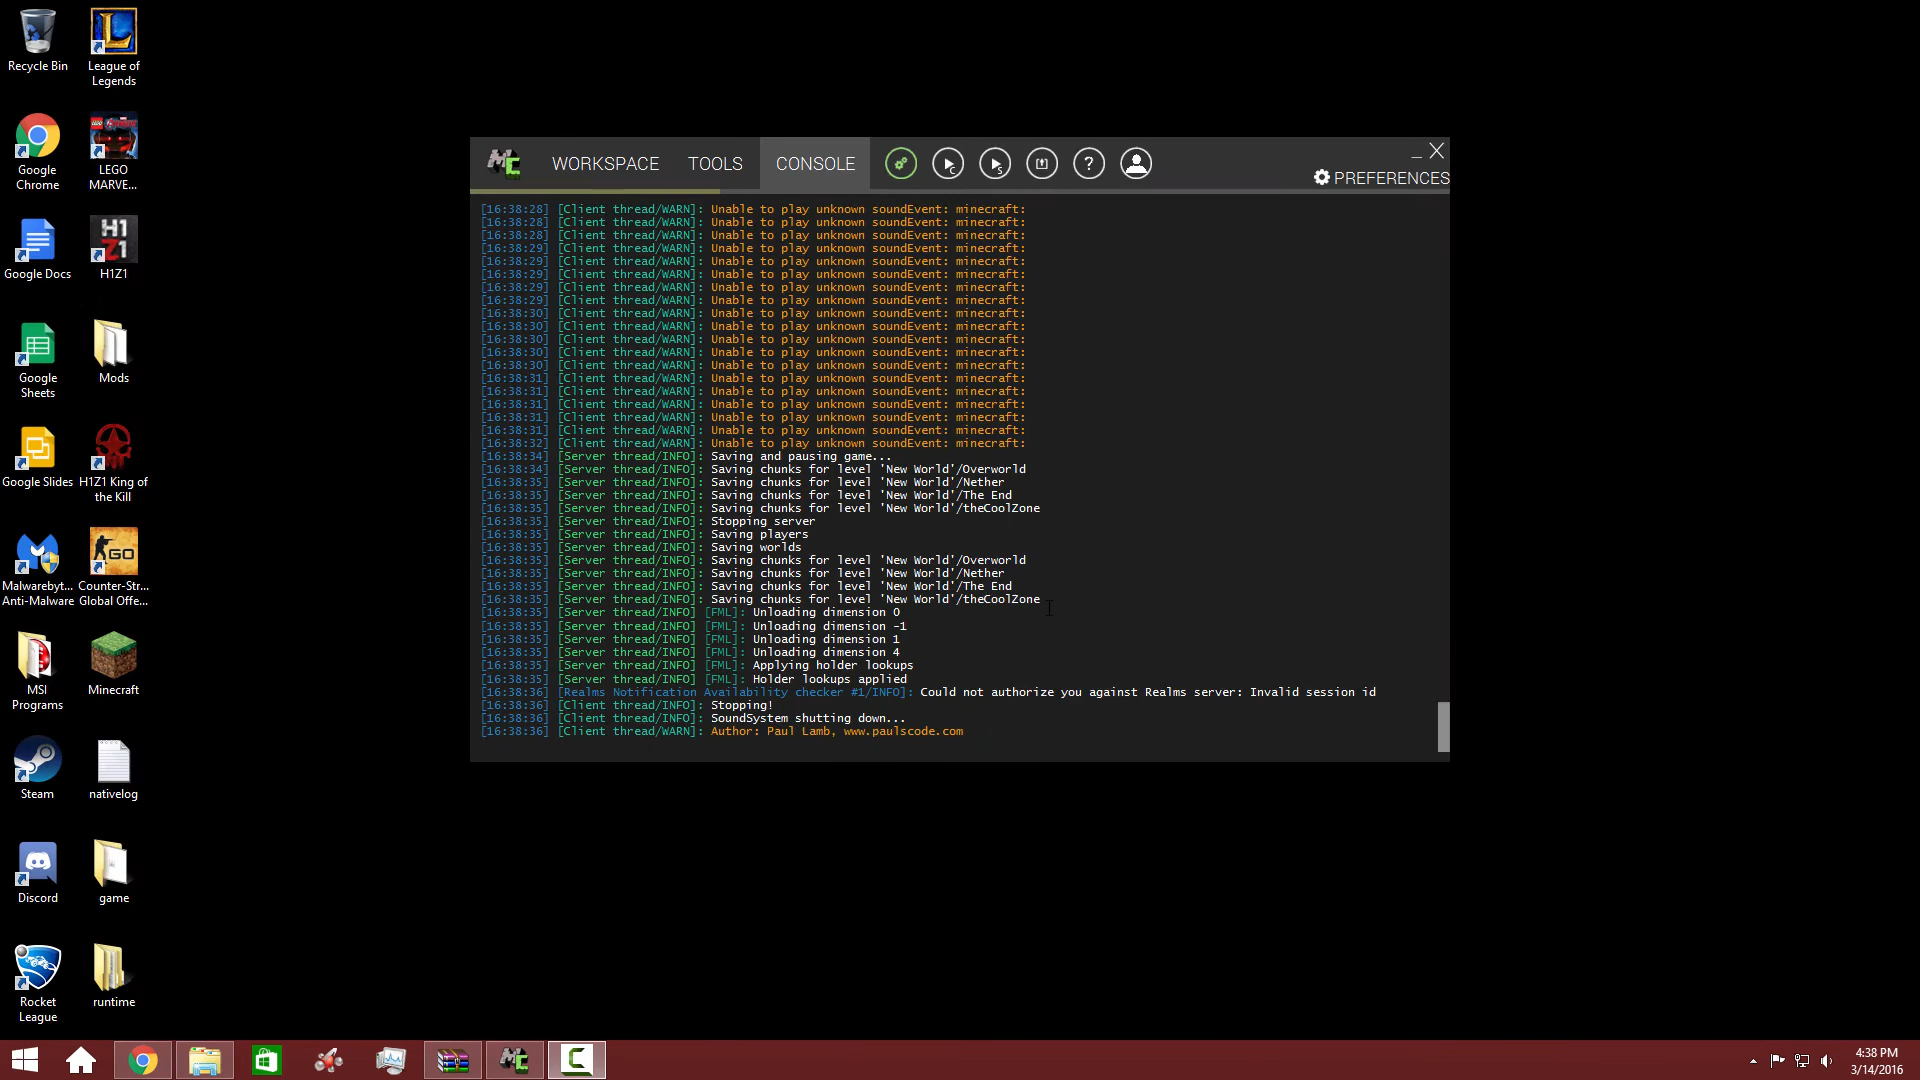 Recycle Bin
League of
Legends
Google
Chrome
LEGO
MARVE...
Google Docs
H1Z1
Google
Sheets
Mods
Google Slides
H1Z1 King of
the Kill
Malwarebyt...
Anti-Malware
Counter-Str...
Global Offe...
MSI
Programs
Minecraft
Steam
nativelog
Discord
game
Rocket
League
runtime
WORKSPACE TOOLS CONSOLE
PREFERENCES
[16:38:28] [Client thread/WARN]: Unable to play unknown soundEvent: minecraft:
[16:38:28] [Client thread/WARN]: Unable to play unknown soundEvent: minecraft:
[16:38:28] [Client thread/WARN]: Unable to play unknown soundEvent: minecraft:
[16:38:29] [Client thread/WARN]: Unable to play unknown soundEvent: minecraft:
[16:38:29] [Client thread/WARN]: Unable to play unknown soundEvent: minecraft:
[16:38:29] [Client thread/WARN]: Unable to play unknown soundEvent: minecraft:
[16:38:29] [Client thread/WARN]: Unable to play unknown soundEvent: minecraft:
[16:38:29] [Client thread/WARN]: Unable to play unknown soundEvent: minecraft:
[16:38:30] [Client thread/WARN]: Unable to play unknown soundEvent: minecraft:
[16:38:30] [Client thread/WARN]: Unable to play unknown soundEvent: minecraft:
[16:38:30] [Client thread/WARN]: Unable to play unknown soundEvent: minecraft:
[16:38:30] [Client thread/WARN]: Unable to play unknown soundEvent: minecraft:
[16:38:30] [Client thread/WARN]: Unable to play unknown soundEvent: minecraft:
[16:38:31] [Client thread/WARN]: Unable to play unknown soundEvent: minecraft:
[16:38:31] [Client thread/WARN]: Unable to play unknown soundEvent: minecraft:
[16:38:31] [Client thread/WARN]: Unable to play unknown soundEvent: minecraft:
[16:38:31] [Client thread/WARN]: Unable to play unknown soundEvent: minecraft:
[16:38:31] [Client thread/WARN]: Unable to play unknown soundEvent: minecraft:
[16:38:32] [Client thread/WARN]: Unable to play unknown soundEvent: minecraft:
[16:38:34] [Server thread/INFO]: Saving and pausing game...
[16:38:34] [Server thread/INFO]: Saving chunks for level 'New World'/Overworld
[16:38:35] [Server thread/INFO]: Saving chunks for level 'New World'/Nether
[16:38:35] [Server thread/INFO]: Saving chunks for level 'New World'/The End
[16:38:35] [Server thread/INFO]: Saving chunks for level 'New World'/theCoolZone
[16:38:35] [Server thread/INFO]: Stopping server
[16:38:35] [Server thread/INFO]: Saving players
[16:38:35] [Server thread/INFO]: Saving worlds
[16:38:35] [Server thread/INFO]: Saving chunks for level 'New World'/Overworld
[16:38:35] [Server thread/INFO]: Saving chunks for level 'New World'/Nether
[16:38:35] [Server thread/INFO]: Saving chunks for level 'New World'/The End
[16:38:35] [Server thread/INFO]: Saving chunks for level 'New World'/theCoolZone
[16:38:35] [Server thread/INFO] [FML]: Unloading dimension 0
[16:38:35] [Server thread/INFO] [FML]: Unloading dimension -1
[16:38:35] [Server thread/INFO] [FML]: Unloading dimension 1
[16:38:35] [Server thread/INFO] [FML]: Unloading dimension 4
[16:38:35] [Server thread/INFO] [FML]: Applying holder lookups
[16:38:35] [Server thread/INFO] [FML]: Holder lookups applied
[16:38:36] [Realms Notification Availability checker #1/INFO]: Could not authorize you against Realms server: Invalid session id
[16:38:36] [Client thread/INFO]: Stopping!
[16:38:36] [Client thread/INFO]: SoundSystem shutting down...
[16:38:36] [Client thread/WARN]: Author: Paul Lamb, www.paulscode.com
4:38 PM
3/14/2016